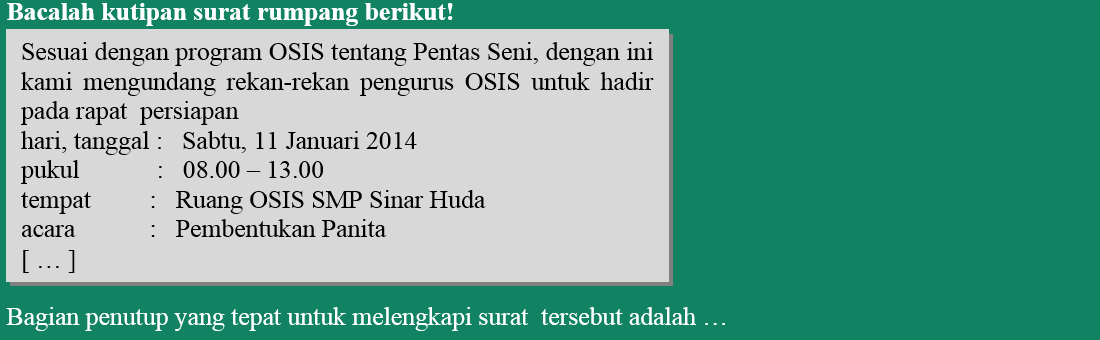 Bacalah kutipan surat rumpang berikut!
Sesuai dengan program OSIS tentang Pentas Seni, dengan ini
kami mengundang rekan-rekan pengurus OSIS untuk hadir
pada rapat persiapan
hari, tanggal : Sabtu, 11 Januari 2014
pukul : 08.00 – 13.00
tempat : Ruang OSIS SMP Sinar Huda
acara : Pembentukan Panita
[ … ]
Bagian penutup yang tepat untuk melengkapi surat tersebut adalah …